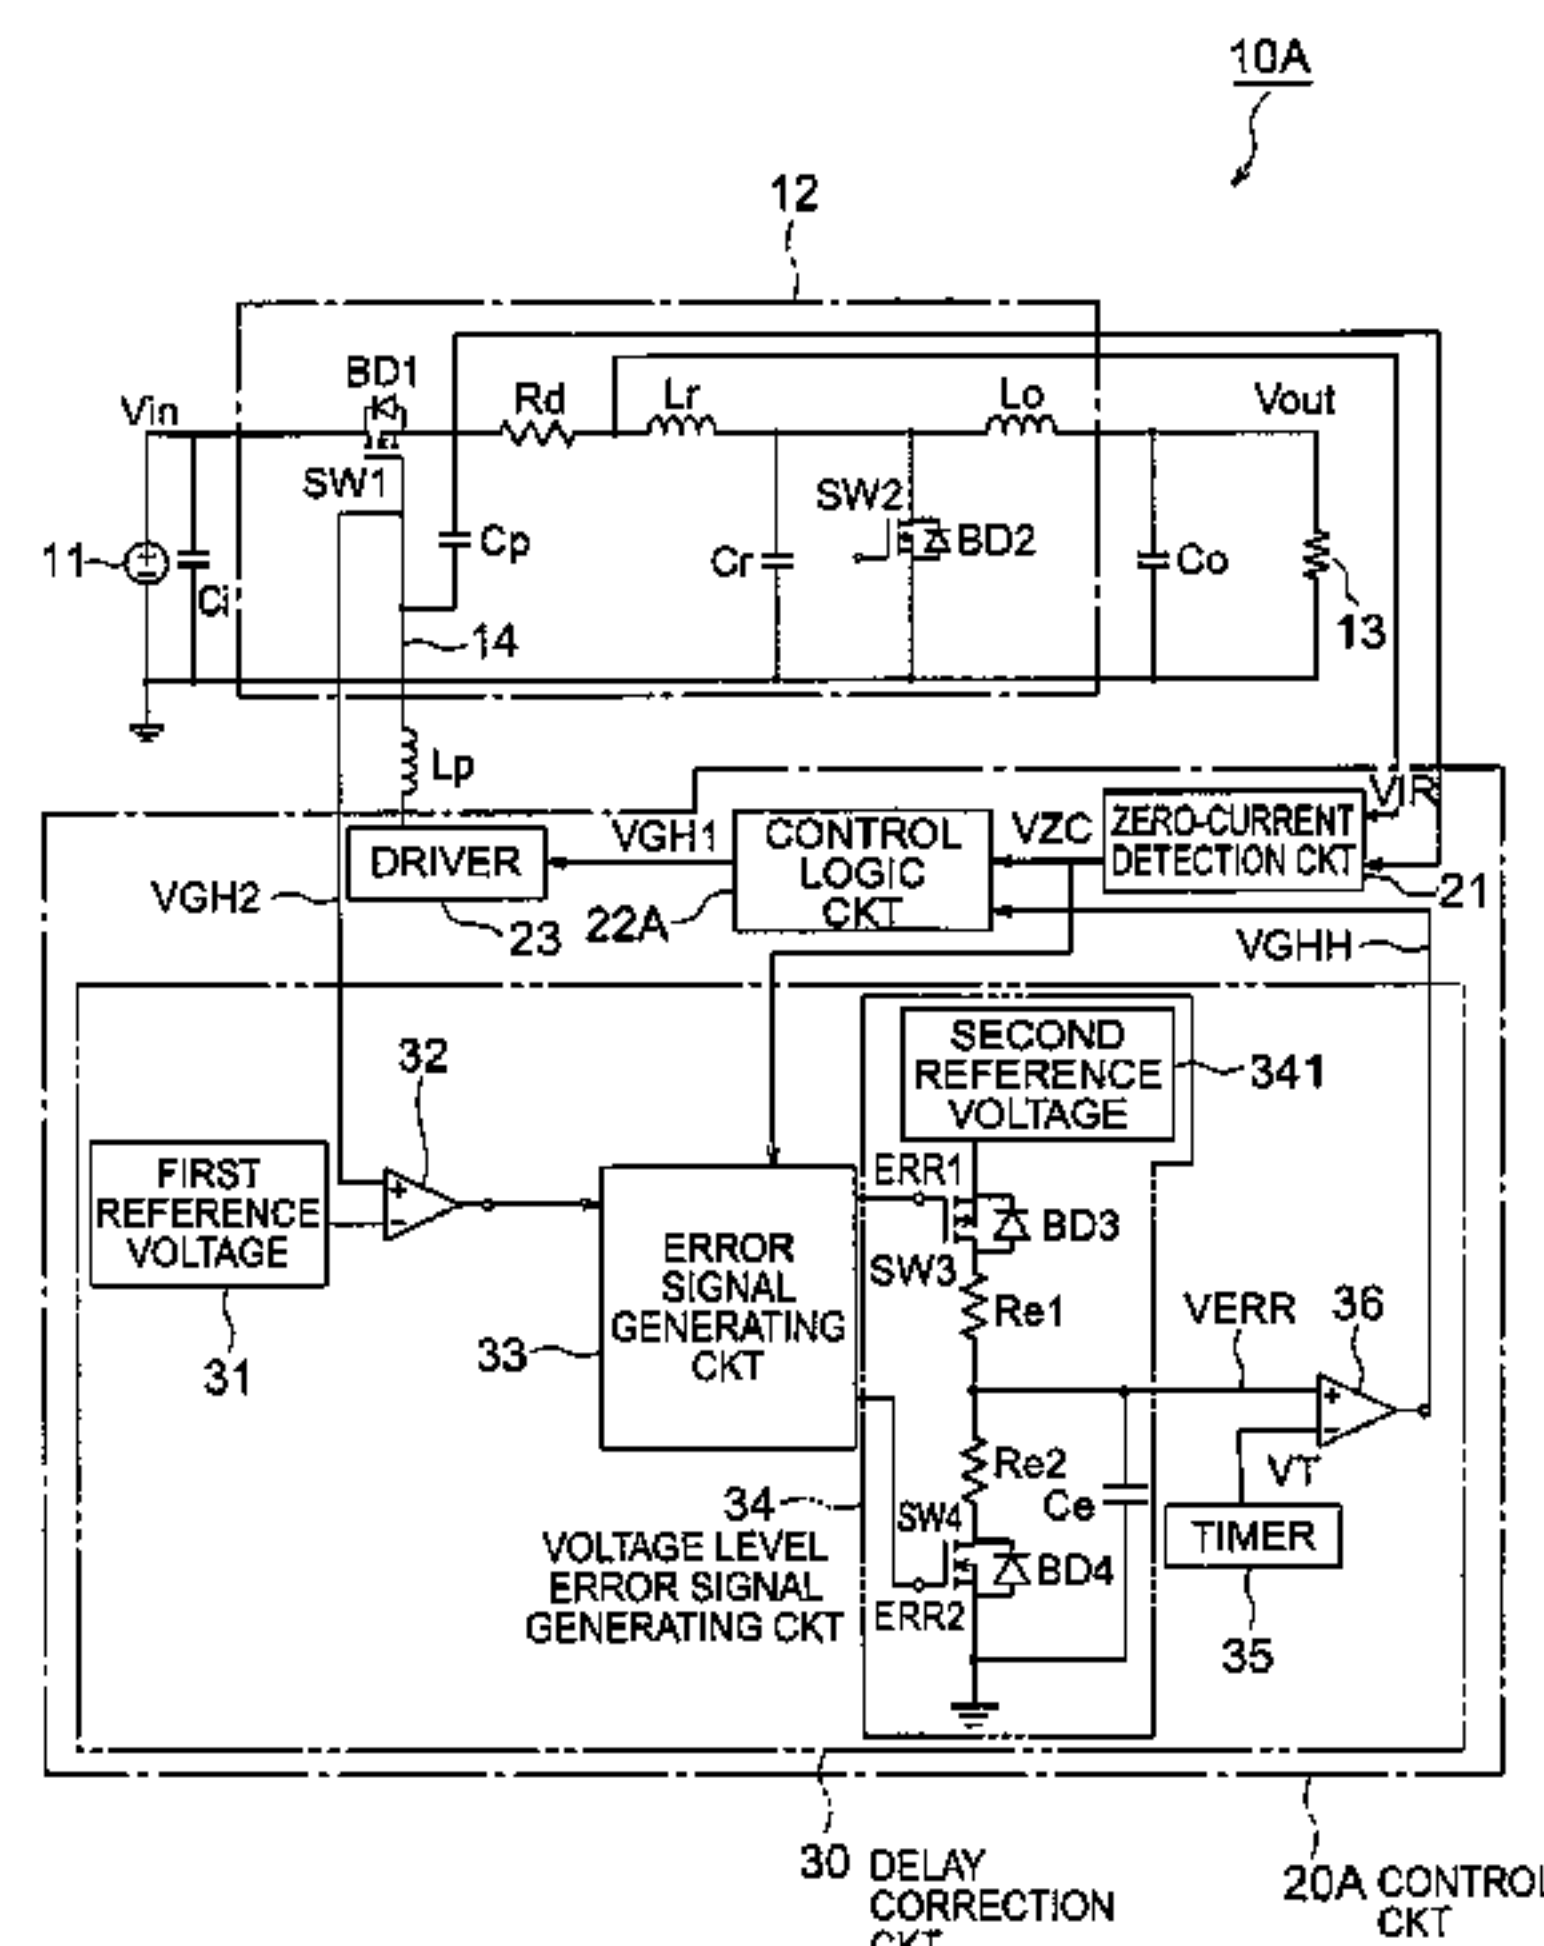 10A
12
BD1
Vin
Rd
Lr
Lo
Vout
SW1
SW2
11
Ci
Cp
Cr
BD2
Co
13
14
Lp
VIR
DRIVER
VGH1
CONTROL
LOGIC
CKT
VZC
ZERO-CURRENT
DETECTION CKT
VGH2
23
22A
21
VGHH
32
SECOND
REFERENCE
VOLTAGE
341
FIRST
REFERENCE
VOLTAGE
+
−
31
ERROR
SIGNAL
GENERATING
CKT
33
ERR1
BD3
SW3
Re1
VERR
36
+
−
VT
Re2
Ce
34
VOLTAGE LEVEL
ERROR SIGNAL
GENERATING CKT
SW4
BD4
ERR2
TIMER
35
30 DELAY
CORRECTION
CKT
20A CONTROL
CKT